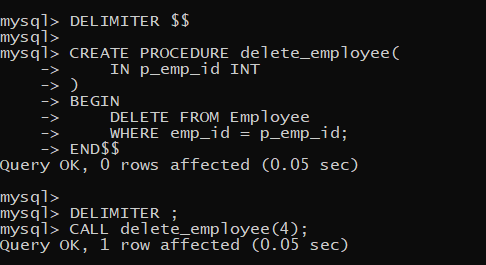 mysql> DELIMITER $$
mysql>
mysql> CREATE PROCEDURE delete_employee(
    ->     IN p_emp_id INT
    -> )
    -> BEGIN
    ->     DELETE FROM Employee
    ->     WHERE emp_id = p_emp_id;
    -> END$$
Query OK, 0 rows affected (0.05 sec)

mysql>
mysql> DELIMITER ;
mysql> CALL delete_employee(4);
Query OK, 1 row affected (0.05 sec)